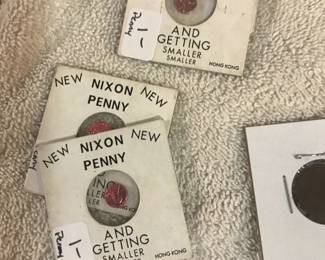 1-
Penny
AND
GETTING
SMALLER
SMALLER
HONG KONG
NEW NIXON NEW
PENNY
NEW NIXON NEW
PENNY
1-
Penny
AND
GETTING
SMALLER
SMALLER
HONG KONG